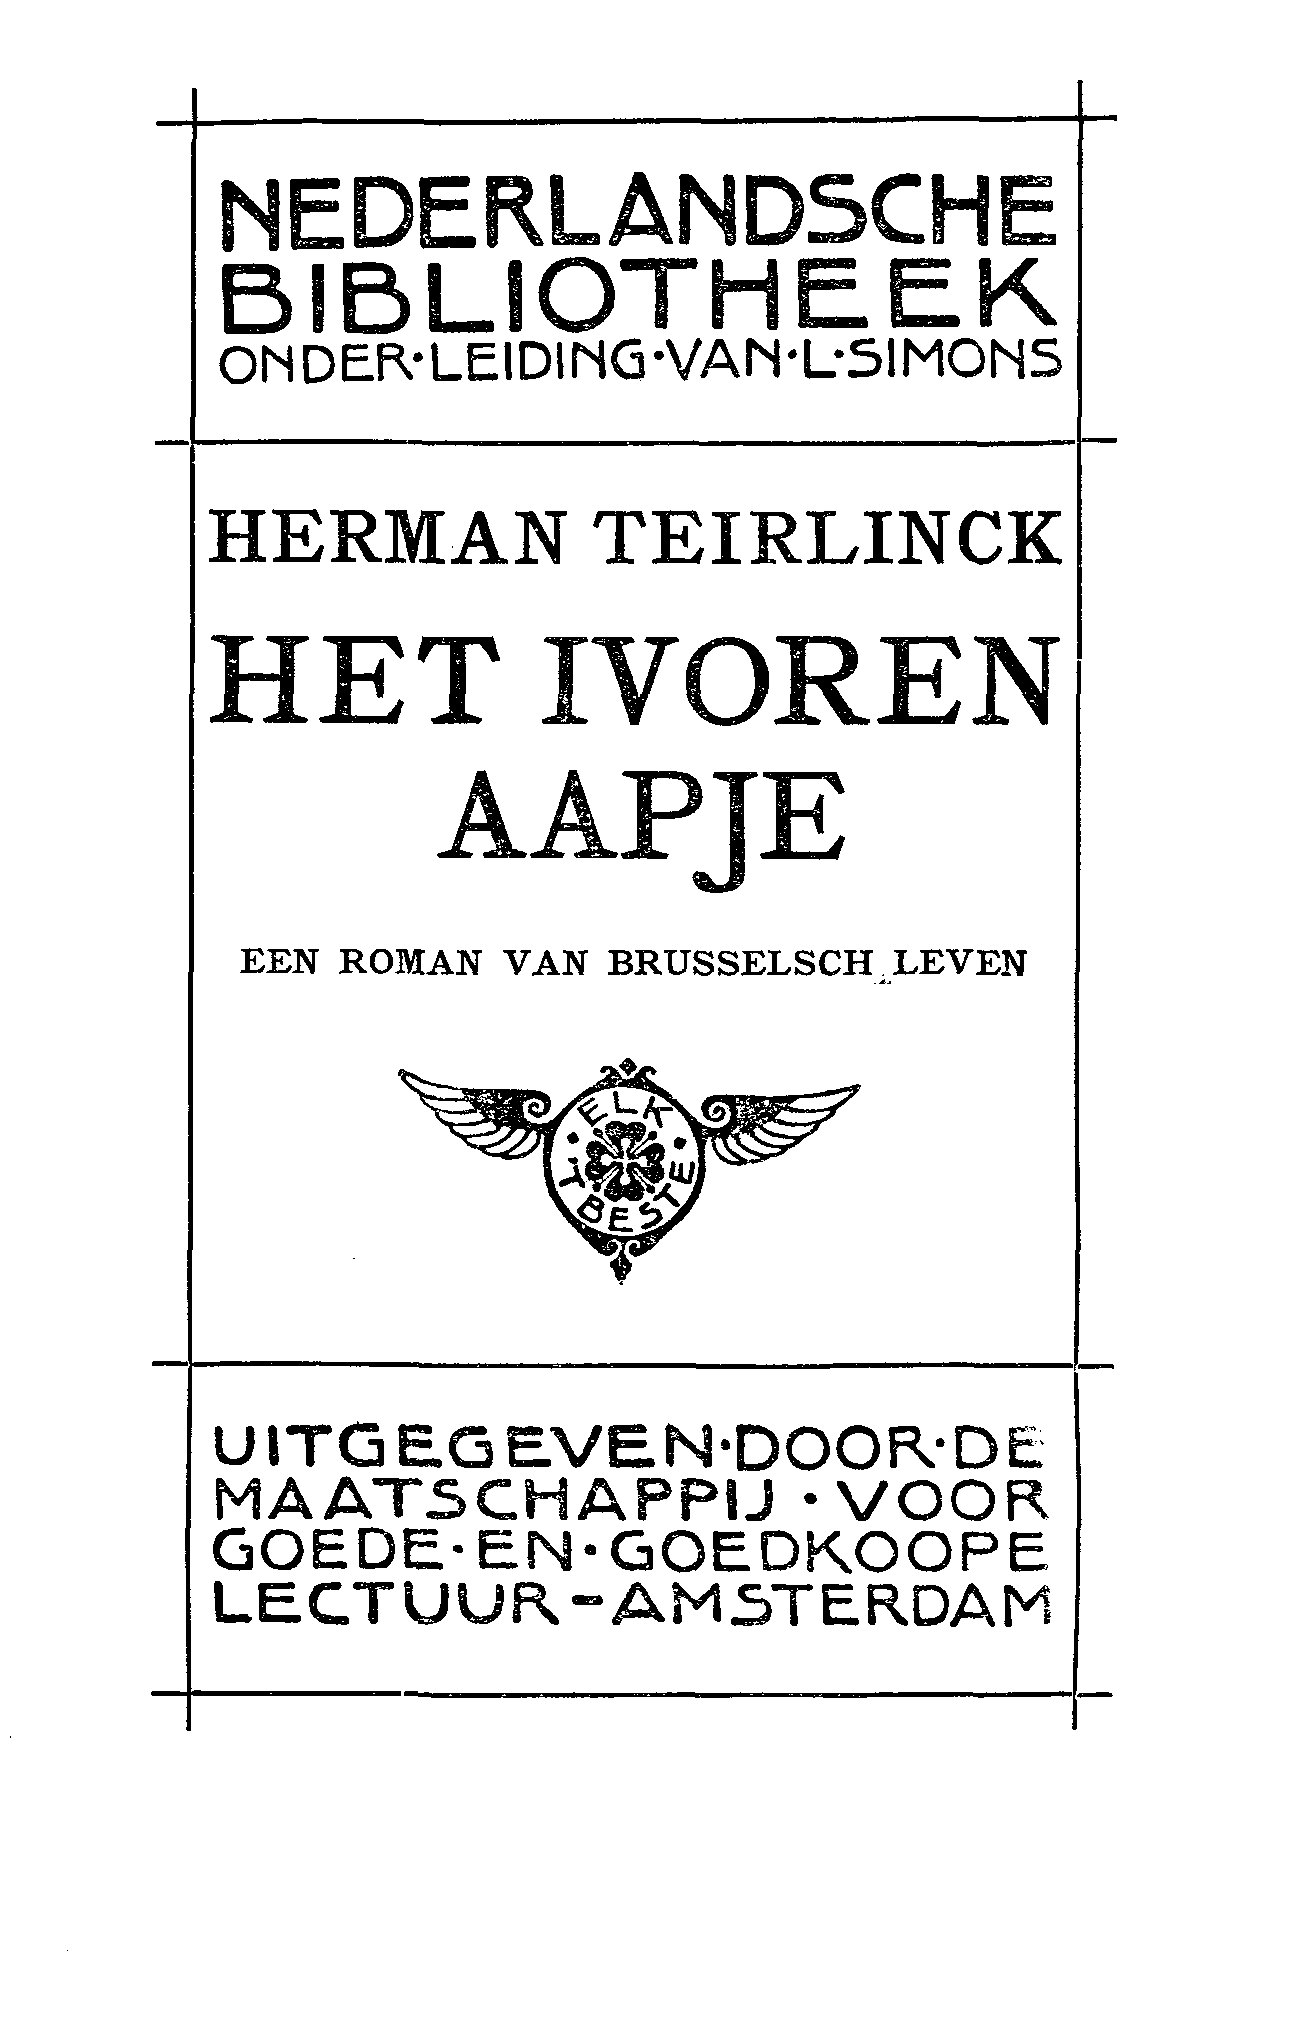 NEDERLANDSCHE
BIBLIOTHEEK
ONDER·LEIDING·VAN·L·SIMONS
HERMAN TEIRLINCK
HET IVOREN
AAPJE
EEN ROMAN VAN BRUSSELSCH LEVEN
·ELK·
'T BESTE
UITGEGEVEN·DOOR·DE
MAATSCHAPPIJ·VOOR
GOEDE·EN·GOEDKOOPE
LECTUUR-AMSTERDAM